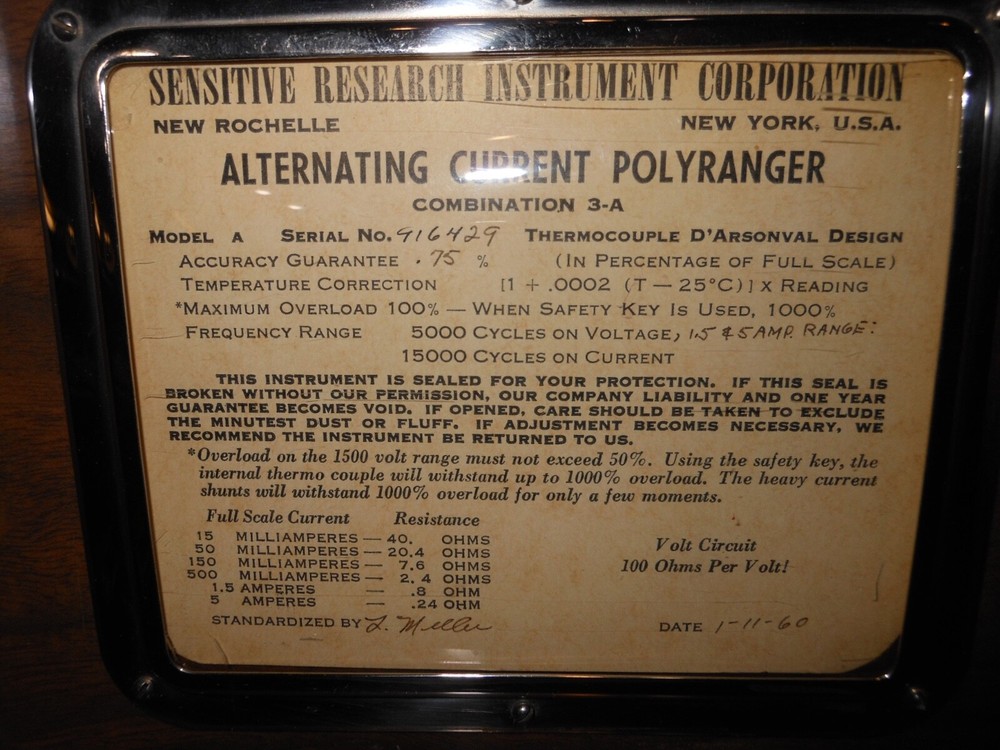 SENSITIVE RESEARCH INSTRUMENT CORPORATION
NEW ROCHELLE NEW YORK, U.S.A.
ALTERNATING CURRENT POLYRANGER
COMBINATION 3-A
MODEL A SERIAL NO. 916429 THERMOCOUPLE D'ARSONVAL DESIGN
ACCURACY GUARANTEE .75 % (IN PERCENTAGE OF FULL SCALE)
TEMPERATURE CORRECTION [1 + .0002 (T — 25°C)] X READING
*MAXIMUM OVERLOAD 100% — WHEN SAFETY KEY IS USED, 1000%
FREQUENCY RANGE 5000 CYCLES ON VOLTAGE, 1.5 & 5 AMP. RANGE:
15000 CYCLES ON CURRENT
THIS INSTRUMENT IS SEALED FOR YOUR PROTECTION. IF THIS SEAL IS
BROKEN WITHOUT OUR PERMISSION, OUR COMPANY LIABILITY AND ONE YEAR
GUARANTEE BECOMES VOID. IF OPENED, CARE SHOULD BE TAKEN TO EXCLUDE
THE MINUTEST DUST OR FLUFF. IF ADJUSTMENT BECOMES NECESSARY, WE
RECOMMEND THE INSTRUMENT BE RETURNED TO US.
*Overload on the 1500 volt range must not exceed 50%. Using the safety key, the
internal thermo couple will withstand up to 1000% overload. The heavy current
shunts will withstand 1000% overload for only a few moments.
Full Scale Current Resistance
15 MILLIAMPERES — 40. OHMS
50 MILLIAMPERES — 20.4 OHMS
150 MILLIAMPERES — 7.6 OHMS
500 MILLIAMPERES — 2.4 OHMS
1.5 AMPERES — .8 OHM
5 AMPERES — .24 OHM
Volt Circuit
100 Ohms Per Volt!
STANDARDIZED BY L. Miller DATE 1-11-60